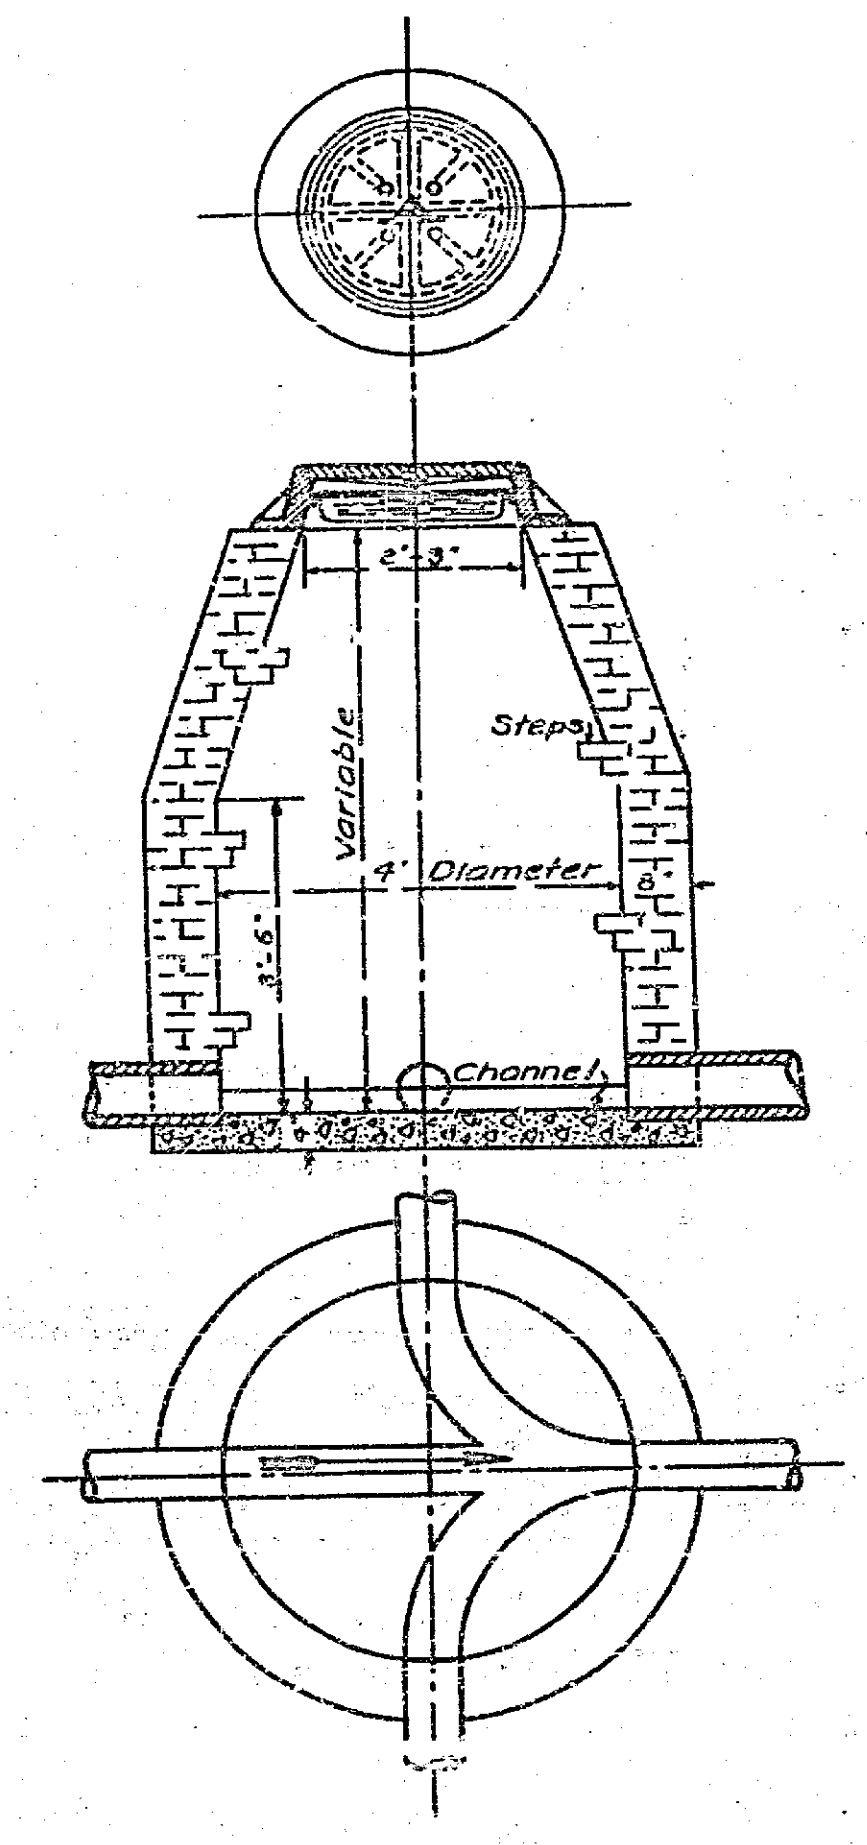 2'-3"
Steps
Variable
4' Diameter
8"
3'-6"
Channel